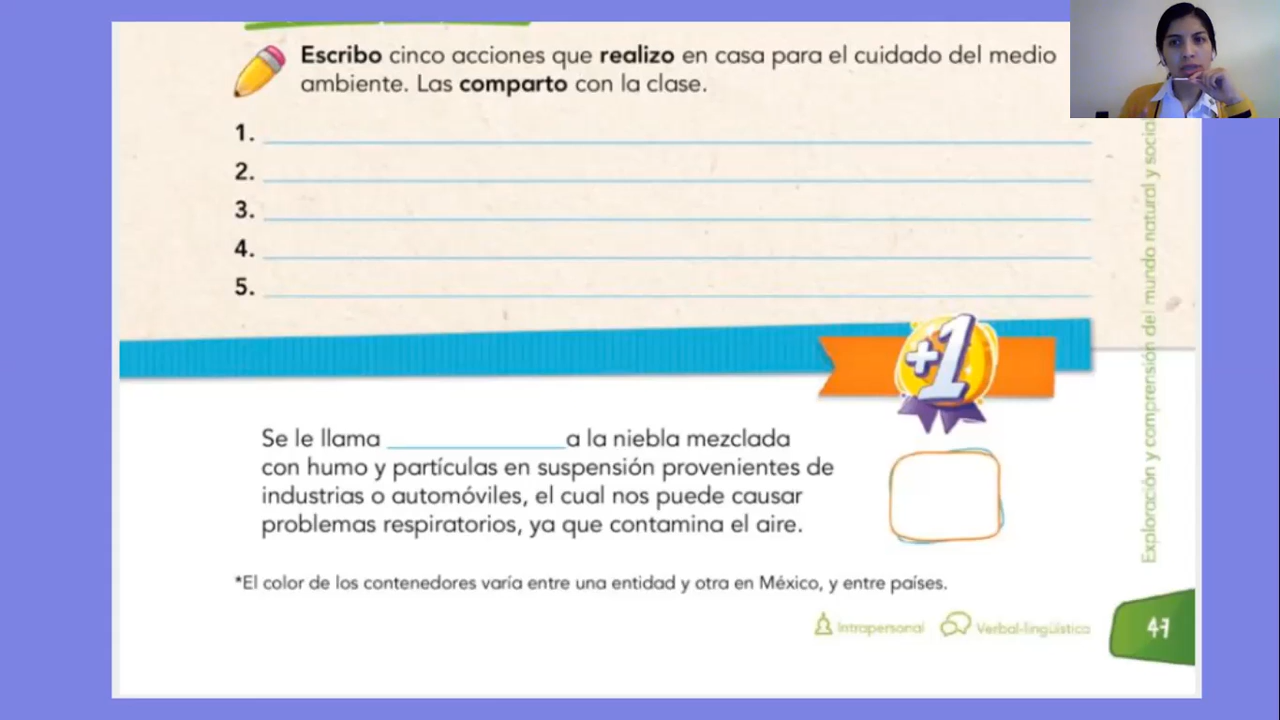 Escribo cinco acciones que realizo en casa para el cuidado del medio
ambiente. Las comparto con la clase.
1.
2.
3.
4.
5.
+1
Se le llama ____________ a la niebla mezclada
con humo y partículas en suspensión provenientes de
industrias o automóviles, el cual nos puede causar
problemas respiratorios, ya que contamina el aire.
*El color de los contenedores varía entre una entidad y otra en México, y entre países.
Intrapersonal Verbal-lingüística
47
Exploración y comprensión del mundo natural y social